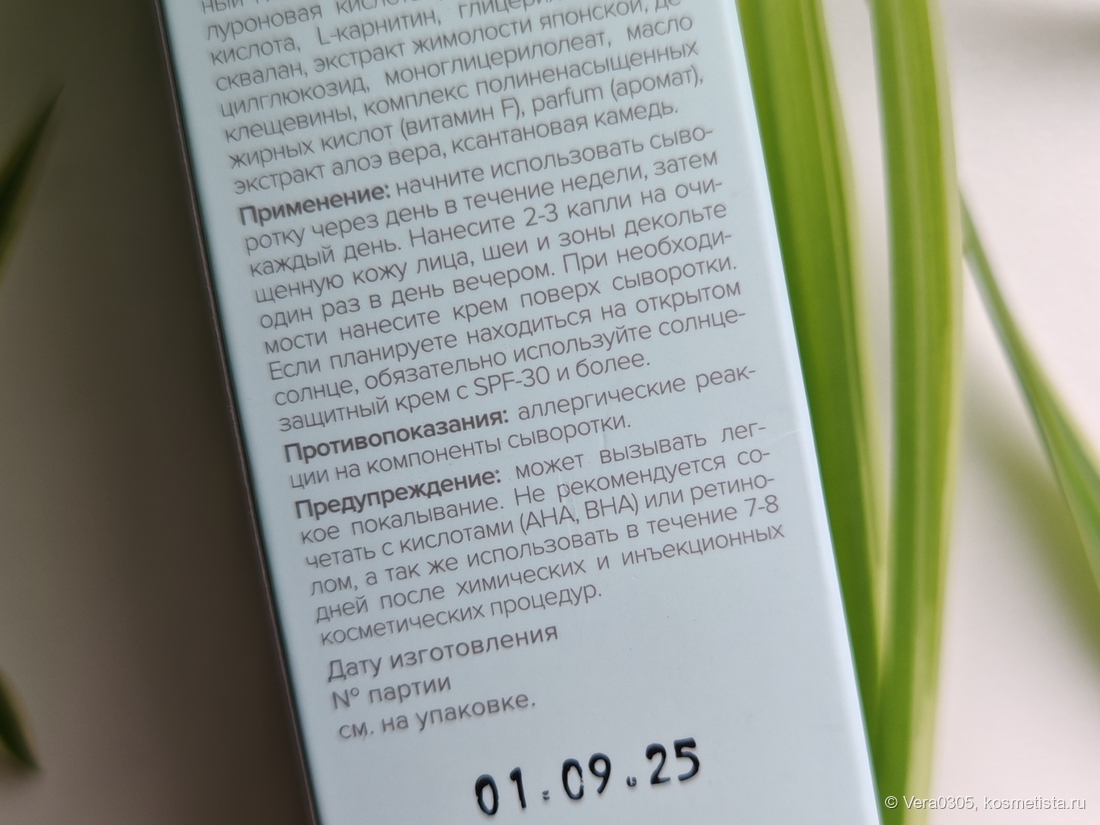 луроновая
кислота, L-карнитин,
сквалан, экстракт жимолости японской, де-
цилглюкозид, моноглицерилолеат, масло
клещевины, комплекс полиненасыщенных
жирных кислот (витамин F), parfum (аромат),
экстракт алоэ вера, ксантановая камедь.
Применение: начните использовать сыво-
ротку через день в течение недели, затем
каждый день. Нанесите 2-3 капли на очи-
щенную кожу лица, шеи и зоны декольте
один раз в день вечером. При необходи-
мости нанесите крем поверх сыворотки.
Если планируете находиться на открытом
солнце, обязательно используйте солнце-
защитный крем с SPF-30 и более.
Противопоказания: аллергические реак-
ции на компоненты сыворотки.
Предупреждение: может вызывать лег-
кое покалывание. Не рекомендуется со-
четать с кислотами (AHA, BHA) или ретино-
лом, а так же использовать в течение 7-8
дней после химических и инъекционных
косметических процедур.
Дату изготовления
№ партии
см. на упаковке.
01.09.25
© Vera0305, kosmetista.ru